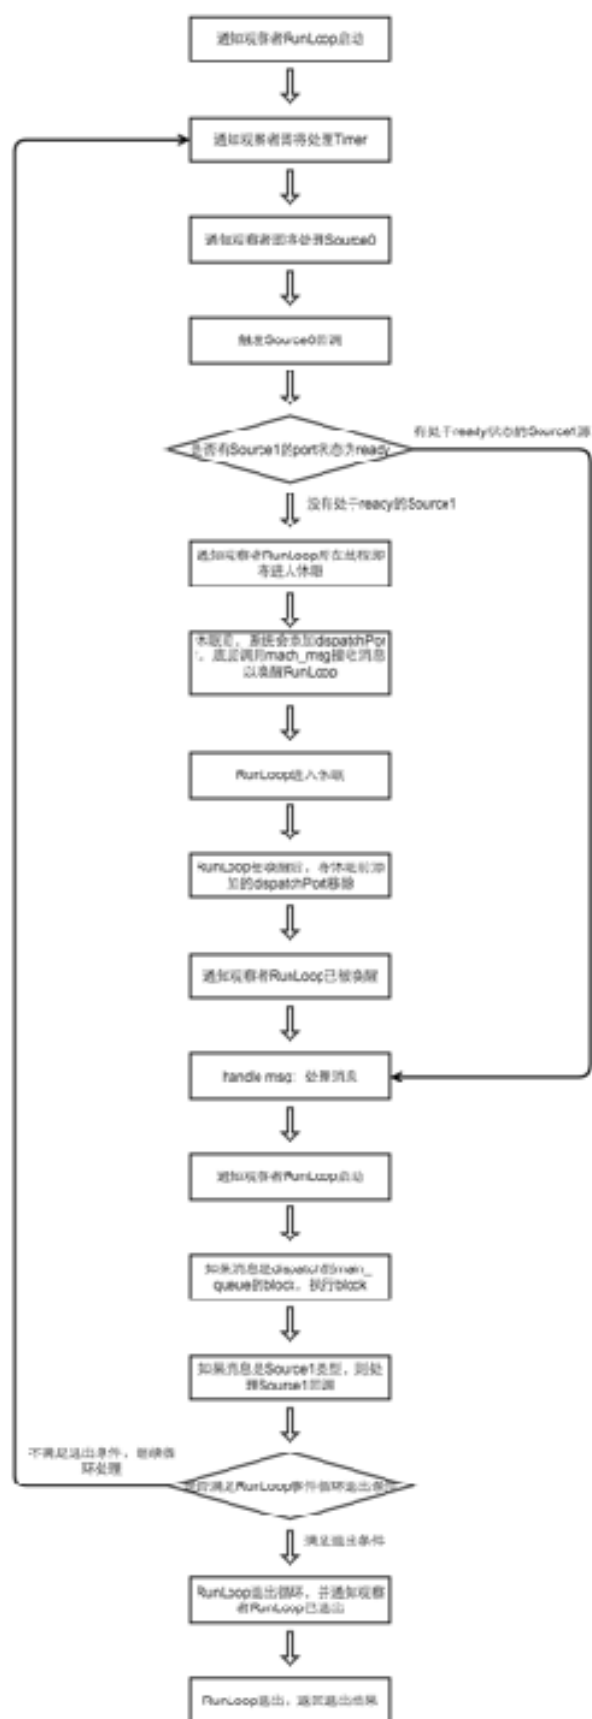 通知观察者RunLoop启动
通知观察者即将处理Timer
通知观察者即将处理Source0
触发Source0回调
是否有Source1的port状态为ready
有处于ready状态的Source1源
没有处于ready的Source1
通知观察者RunLoop所在线程即
将进入休眠
休眠前，系统会添加dispatchPor
t，底层调用mach_msg接收消息
以唤醒RunLoop
RunLoop进入休眠
RunLoop被唤醒后，将休眠前添
加的dispatchPort移除
通知观察者RunLoop已被唤醒
handle msg：处理消息
通知观察者RunLoop启动
如果消息是dispatch的main_
queue的block，执行block
如果消息是Source1类型，则处
理Source1回调
不满足退出条件，继续循
环处理
是否满足RunLoop事件循环退出条件
满足退出条件
RunLoop退出循环，并通知观察
者RunLoop已退出
RunLoop退出，返回退出结果